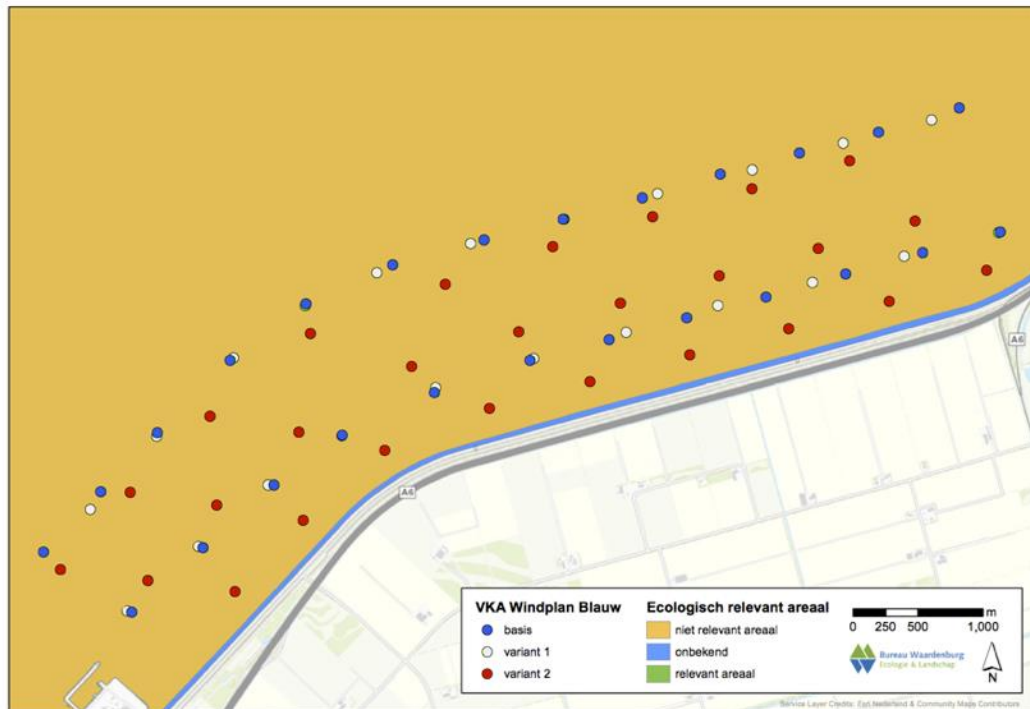 A6
A6
VKA Windplan Blauw
basis
variant 1
variant 2
Ecologisch relevant areaal
niet relevant areaal
onbekend
relevant areaal
m
0 250 500 1,000
Bureau Waardenburg
Ecologie & Landschap
N
Service Layer Credits: Esri Nederland & Community Maps Contributors